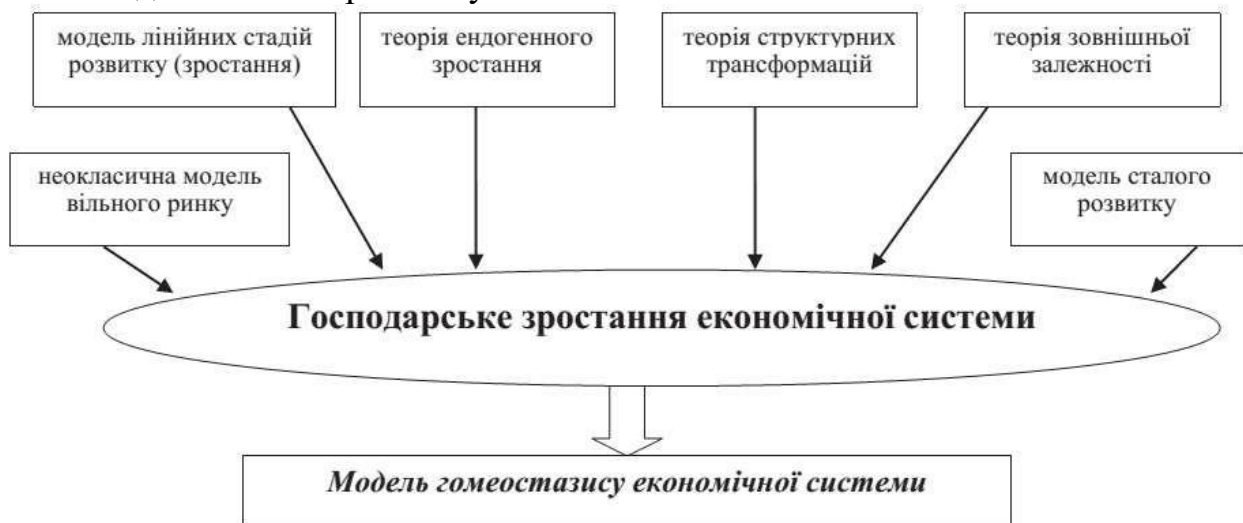 модель лінійних стадій
розвитку (зростання)
теорія ендогенного
зростання
теорія структурних
трансформацій
теорія зовнішньої
залежності
неокласична модель
вільного ринку
модель сталого
розвитку
Господарське зростання економічної системи
Модель гомеостазису економічної системи